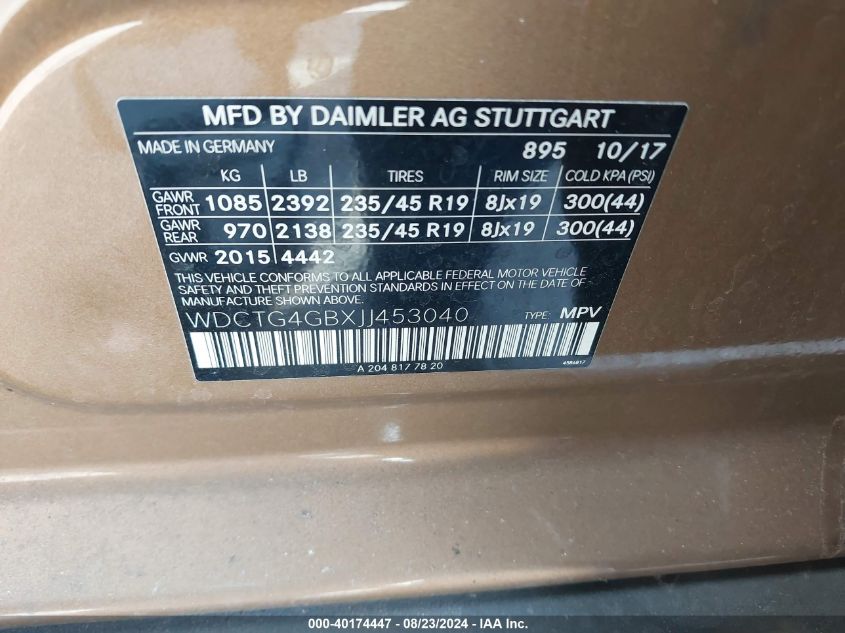 MFD BY DAIMLER AG STUTTGART
MADE IN GERMANY 895 10/17
KG LB TIRES RIM SIZE COLD KPA (PSI)
GAWR FRONT 1085 2392 235/45 R19 8Jx19 300(44)
GAWR REAR 970 2138 235/45 R19 8Jx19 300(44)
GVWR 2015 4442
THIS VEHICLE CONFORMS TO ALL APPLICABLE FEDERAL MOTOR VEHICLE
SAFETY AND THEFT PREVENTION STANDARDS IN EFFECT ON THE DATE OF
MANUFACTURE SHOWN ABOVE.
WDCTG4GBXJJ453040 TYPE: MPV
A 204 817 78 20
000-40174447 - 08/23/2024 - IAA Inc.